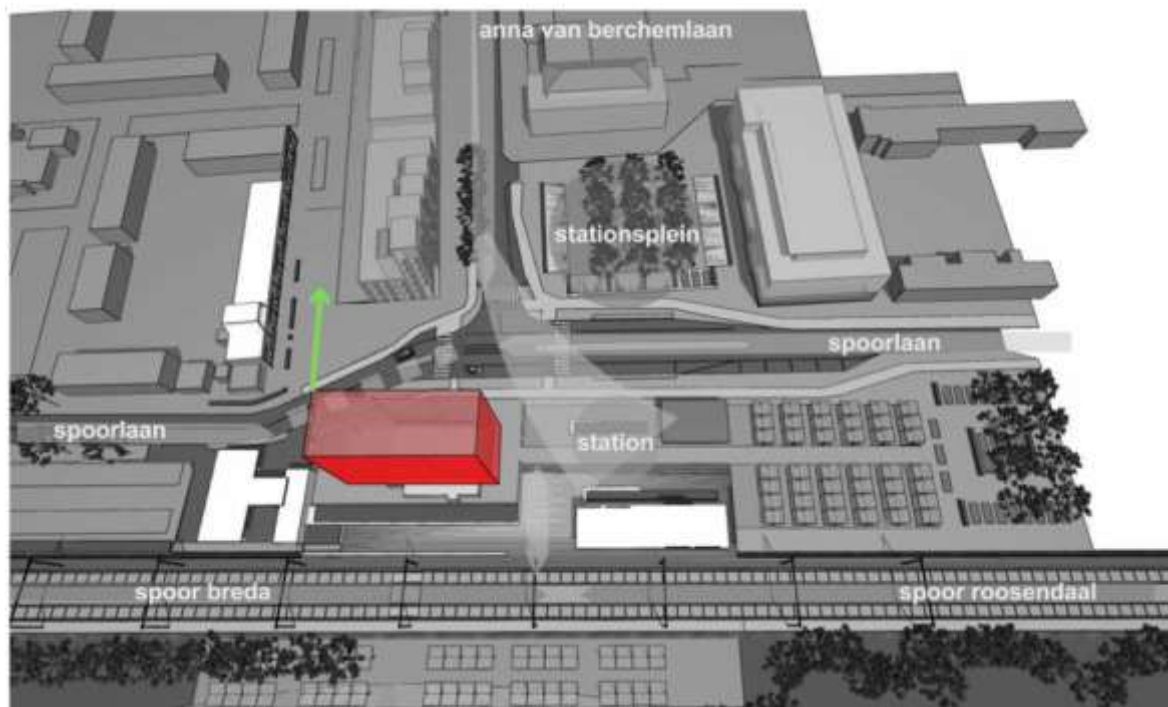 anna van berchemlaan
stationsplein
spoorlaan
spoorlaan
station
spoor breda
spoor roosendaal